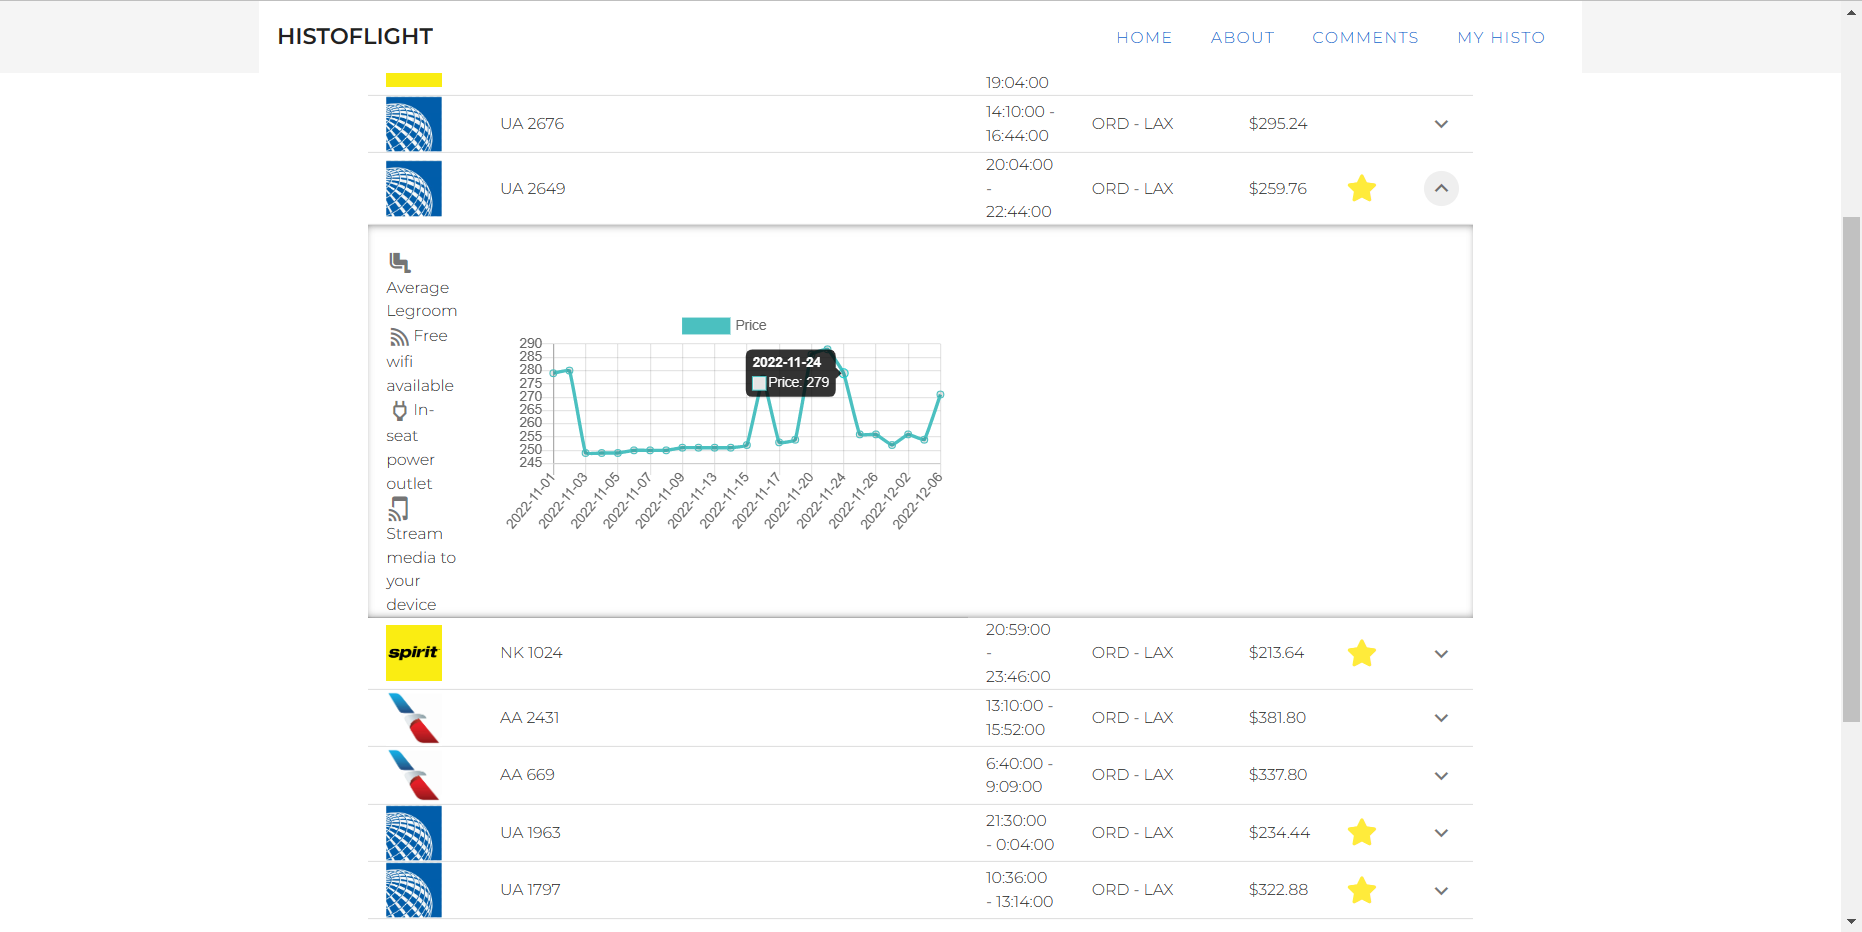 HISTOFLIGHT
HOME ABOUT COMMENTS MY HISTO
19:04:00
UA 2676
14:10:00 -
16:44:00
ORD - LAX
$295.24
UA 2649
20:04:00
-
22:44:00
ORD - LAX
$259.76
Average
Legroom
Free
wifi
available
In-
seat
power
outlet
Stream
media to
your
device
Price
290
285
280
275
270
265
260
255
250
245
2022-11-24
Price: 279
2022-11-01
2022-11-03
2022-11-05
2022-11-07
2022-11-09
2022-11-13
2022-11-15
2022-11-17
2022-11-20
2022-11-24
2022-11-26
2022-12-02
2022-12-06
spirit
NK 1024
20:59:00
-
23:46:00
ORD - LAX
$213.64
AA 2431
13:10:00 -
15:52:00
ORD - LAX
$381.80
AA 669
6:40:00 -
9:09:00
ORD - LAX
$337.80
UA 1963
21:30:00
- 0:04:00
ORD - LAX
$234.44
UA 1797
10:36:00
- 13:14:00
ORD - LAX
$322.88